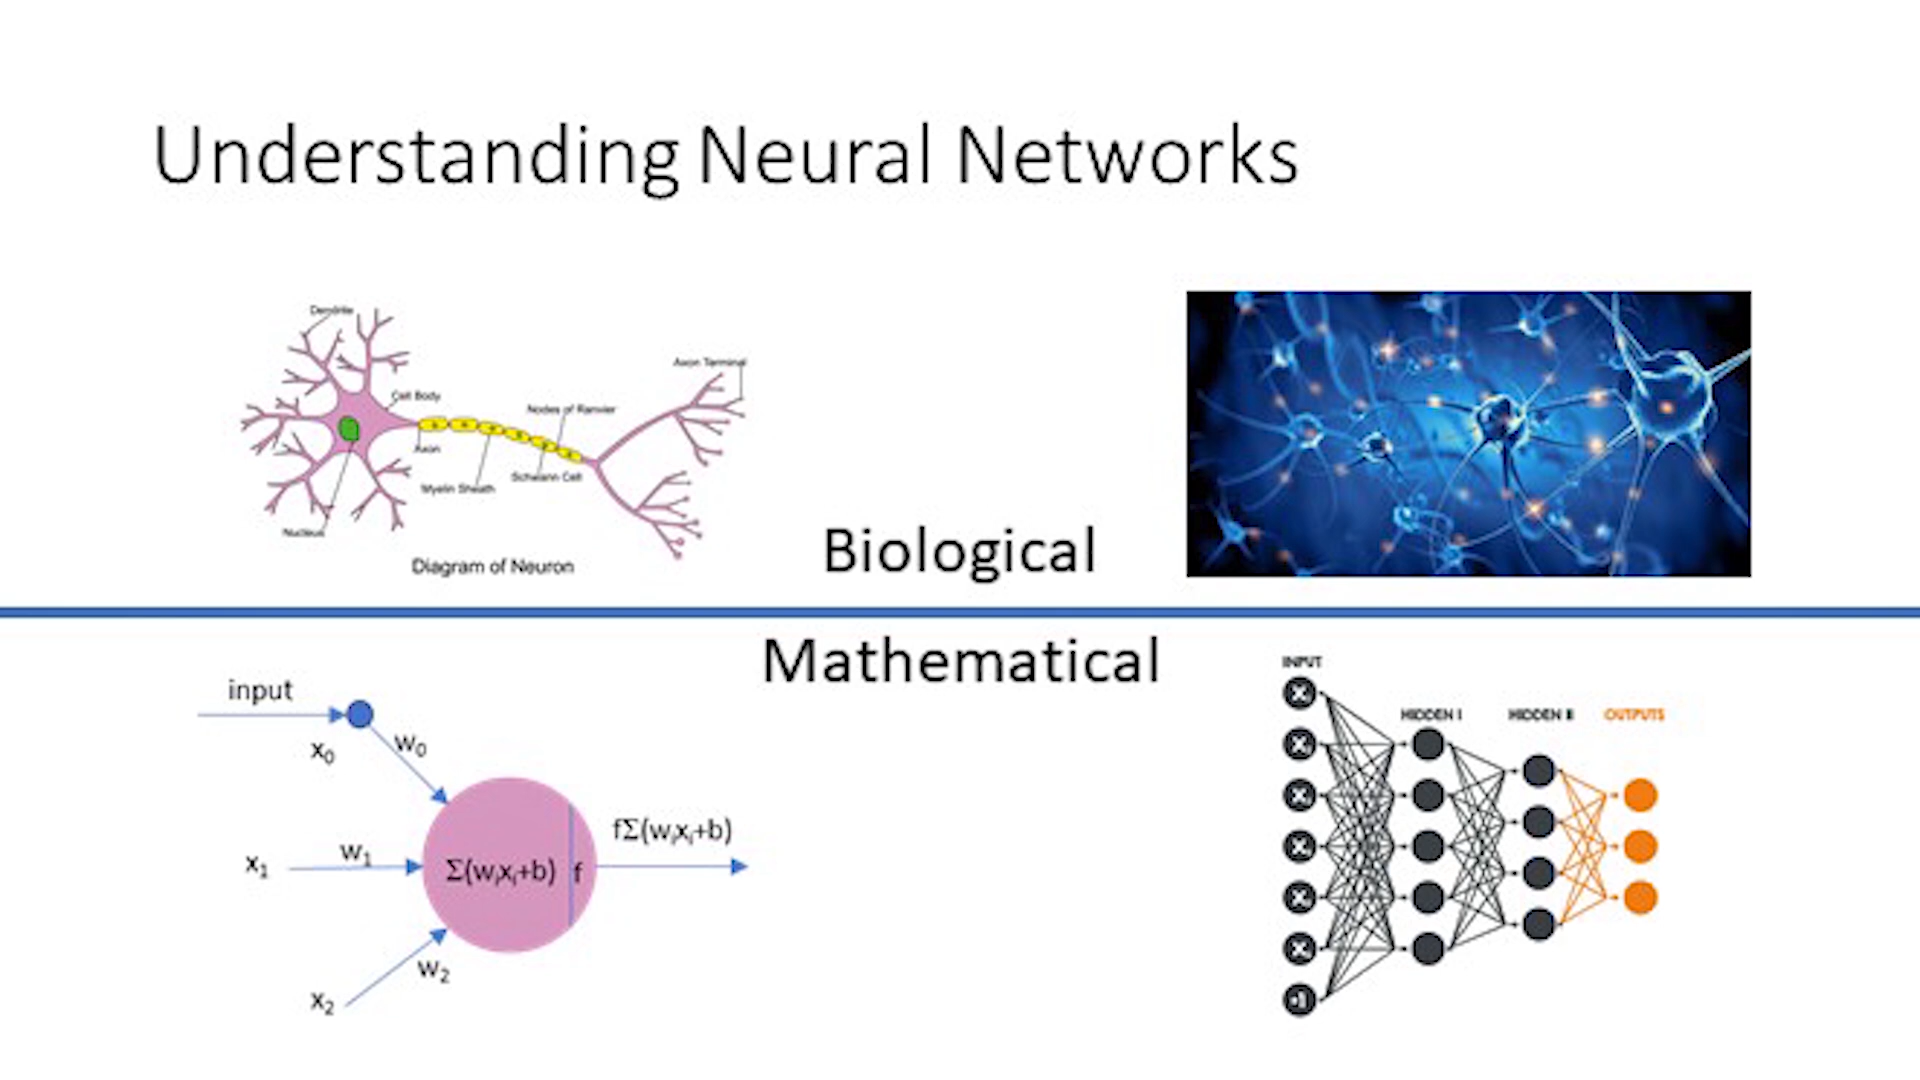 Understanding Neural Networks
Dendrite
Axon Terminal
Cell Body
Nodes of Ranvier
Axon
Schwann Cell
Myelin Sheath
Nucleus
Diagram of Neuron
Biological
Mathematical
input
x₀
w₀
x₁
w₁
Σ(wᵢxᵢ+b)
f
fΣ(wᵢxᵢ+b)
w₂
x₂
INPUT
HIDDEN I
HIDDEN II
OUTPUTS